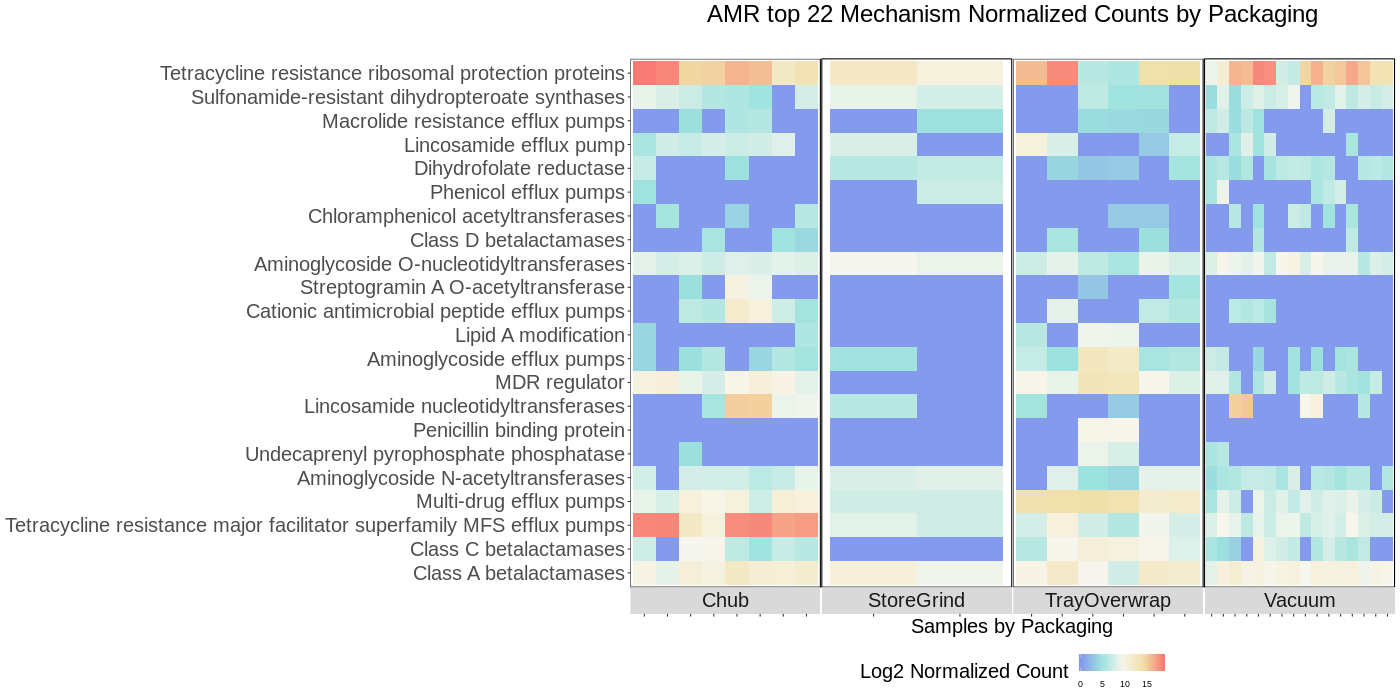 AMR top 22 Mechanism Normalized Counts by Packaging
Tetracycline resistance ribosomal protection proteins
Sulfonamide-resistant dihydropteroate synthases
Macrolide resistance efflux pumps
Lincosamide efflux pump
Dihydrofolate reductase
Phenicol efflux pumps
Chloramphenicol acetyltransferases
Class D betalactamases
Aminoglycoside O-nucleotidyltransferases
Streptogramin A O-acetyltransferase
Cationic antimicrobial peptide efflux pumps
Lipid A modification
Aminoglycoside efflux pumps
MDR regulator
Lincosamide nucleotidyltransferases
Penicillin binding protein
Undecaprenyl pyrophosphate phosphatase
Aminoglycoside N-acetyltransferases
Multi-drug efflux pumps
Tetracycline resistance major facilitator superfamily MFS efflux pumps
Class C betalactamases
Class A betalactamases
Chub StoreGrind TrayOverwrap Vacuum
Samples by Packaging
Log2 Normalized Count
0 5 10 15